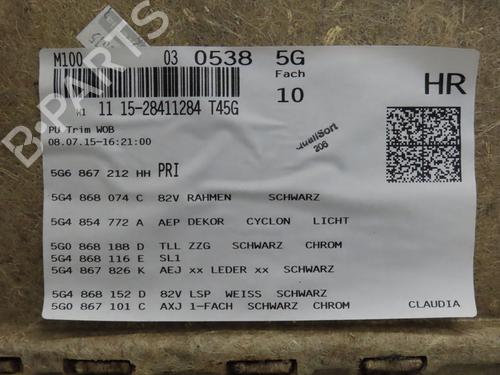 M100 03 0538 5G
Fach
HR
11 15-28411284 T45G 10
PU Trim WOB
08.07.15-16:21:00
QualiSort
206
5G6 867 212 HH PRI
5G4 868 074 C 82V RAHMEN SCHWARZ
5G4 854 772 A AEP DEKOR CYCLON LICHT
5G0 868 188 D TLL ZZG SCHWARZ CHROM
5G4 868 116 E SL1
5G4 867 826 K AEJ xx LEDER xx SCHWARZ
5G4 868 152 D 82V LSP WEISS SCHWARZ
5G0 867 101 C AXJ 1-FACH SCHWARZ CHROM
CLAUDIA
B-PARTS